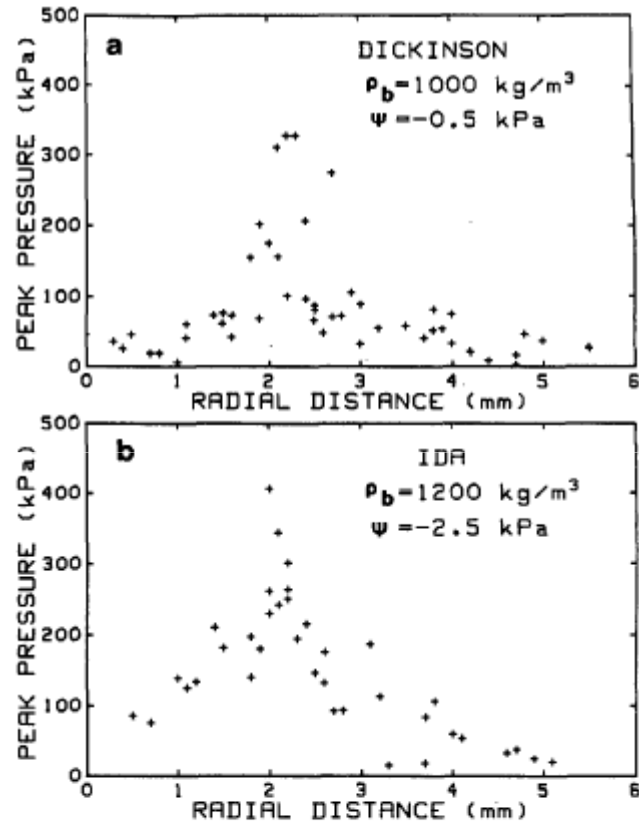 a
DICKINSON
ρb=1000 kg/m³
Ψ =-0.5 kPa
PEAK PRESSURE (kPa)
500
400
300
200
100
0
0 1 2 3 4 5 6
RADIAL DISTANCE (mm)
b
IDA
ρb=1200 kg/m³
Ψ =-2.5 kPa
PEAK PRESSURE (kPa)
500
400
300
200
100
0
0 1 2 3 4 5 6
RADIAL DISTANCE (mm)